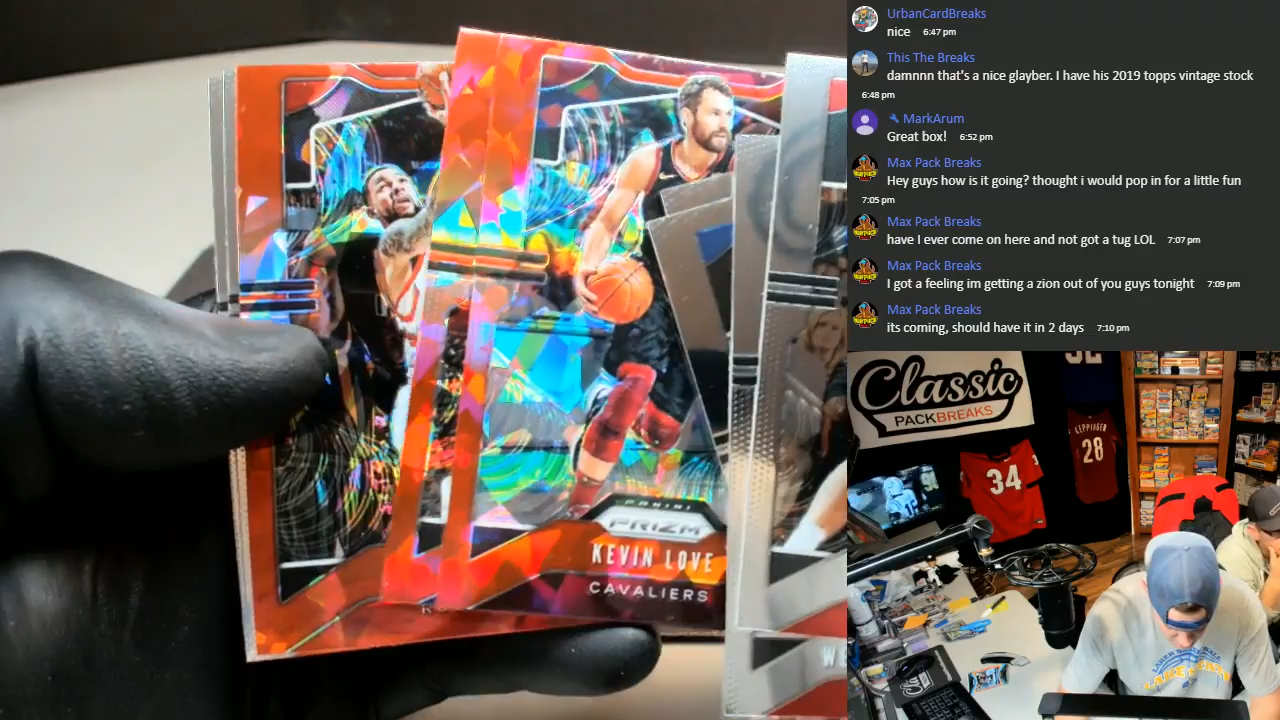 PANINI
PRIZM
KEVIN LOVE
CAVALIERS
UrbanCardBreaks
nice 6:47 pm
This The Breaks
damnnn that's a nice glayber. I have his 2019 topps vintage stock
6:48 pm
MarkArum
Great box! 6:52 pm
Max Pack Breaks
Hey guys how is it going? thought i would pop in for a little fun
7:05 pm
Max Pack Breaks
have I ever come on here and not got a tug LOL 7:07 pm
Max Pack Breaks
I got a feeling im getting a zion out of you guys tonight 7:09 pm
Max Pack Breaks
its coming, should have it in 2 days 7:10 pm
Classic
PACKBREAKS
34
LEPPINGER
28